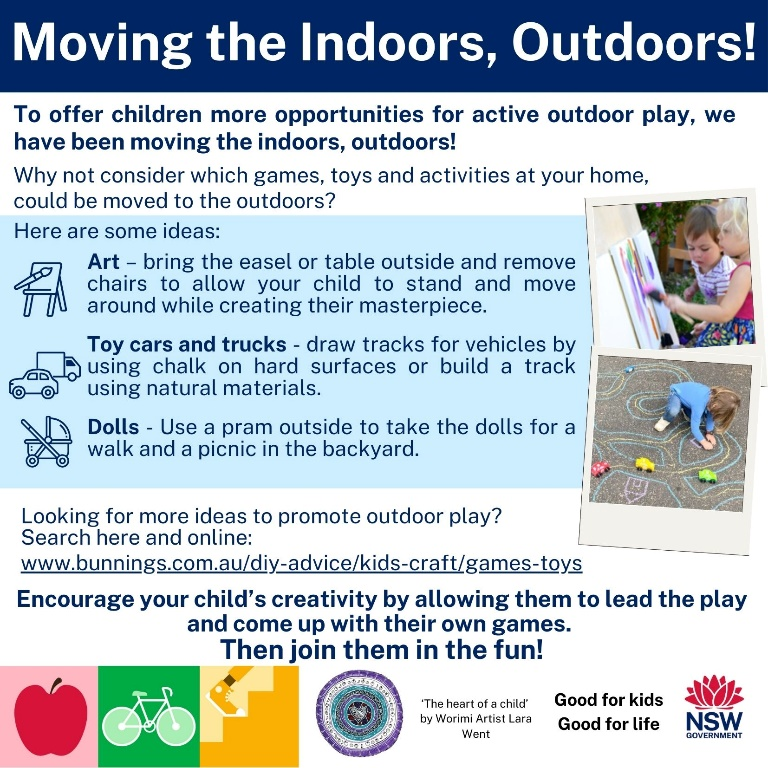 Moving the Indoors, Outdoors!
To offer children more opportunities for active outdoor play, we
have been moving the indoors, outdoors!
Why not consider which games, toys and activities at your home,
could be moved to the outdoors?
Here are some ideas:
Art – bring the easel or table outside and remove
chairs to allow your child to stand and move
around while creating their masterpiece.
Toy cars and trucks - draw tracks for vehicles by
using chalk on hard surfaces or build a track
using natural materials.
Dolls - Use a pram outside to take the dolls for a
walk and a picnic in the backyard.
Looking for more ideas to promote outdoor play?
Search here and online:
www.bunnings.com.au/diy-advice/kids-craft/games-toys
Encourage your child’s creativity by allowing them to lead the play
and come up with their own games.
Then join them in the fun!
‘The heart of a child’
by Worimi Artist Lara
Went
Good for kids
Good for life
NSW
GOVERNMENT